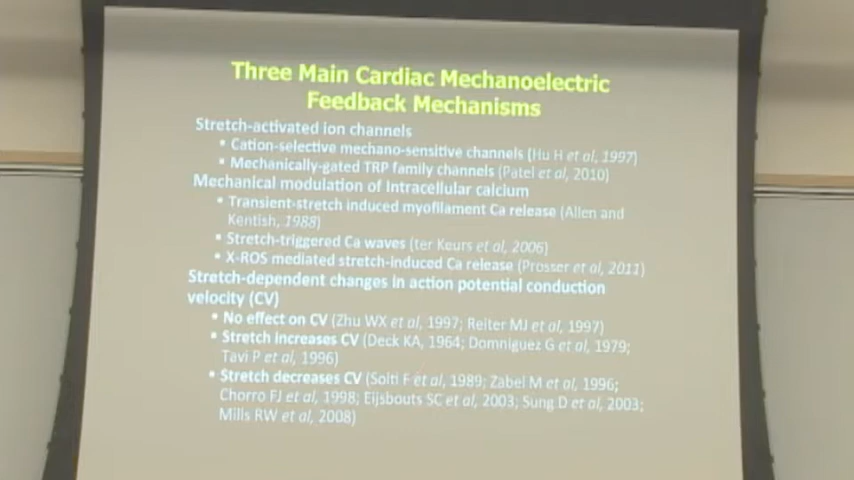 Three Main Cardiac Mechanoelectric
Feedback Mechanisms
Stretch-activated ion channels
• Cation-selective mechano-sensitive channels (Hu H et al, 1997)
• Mechanically-gated TRP family channels (Patel et al, 2010)
Mechanical modulation of Intracellular calcium
• Transient-stretch induced myofilament Ca release (Allen and
Kentish, 1988)
• Stretch-triggered Ca waves (ter Keurs et al, 2006)
• X-ROS mediated stretch-induced Ca release (Prosser et al, 2011)
Stretch-dependent changes in action potential conduction
velocity (CV)
• No effect on CV (Zhu WX et al, 1997; Reiter MJ et al, 1997)
• Stretch increases CV (Deck KA, 1964; Domniguez G et al, 1979;
Tavi P et al, 1996)
• Stretch decreases CV (Solti F et al, 1989; Zabel M et al, 1996;
Chorro FJ et al, 1998; Eijsbouts SC et al, 2003; Sung D et al, 2003;
Mills RW et al, 2008)